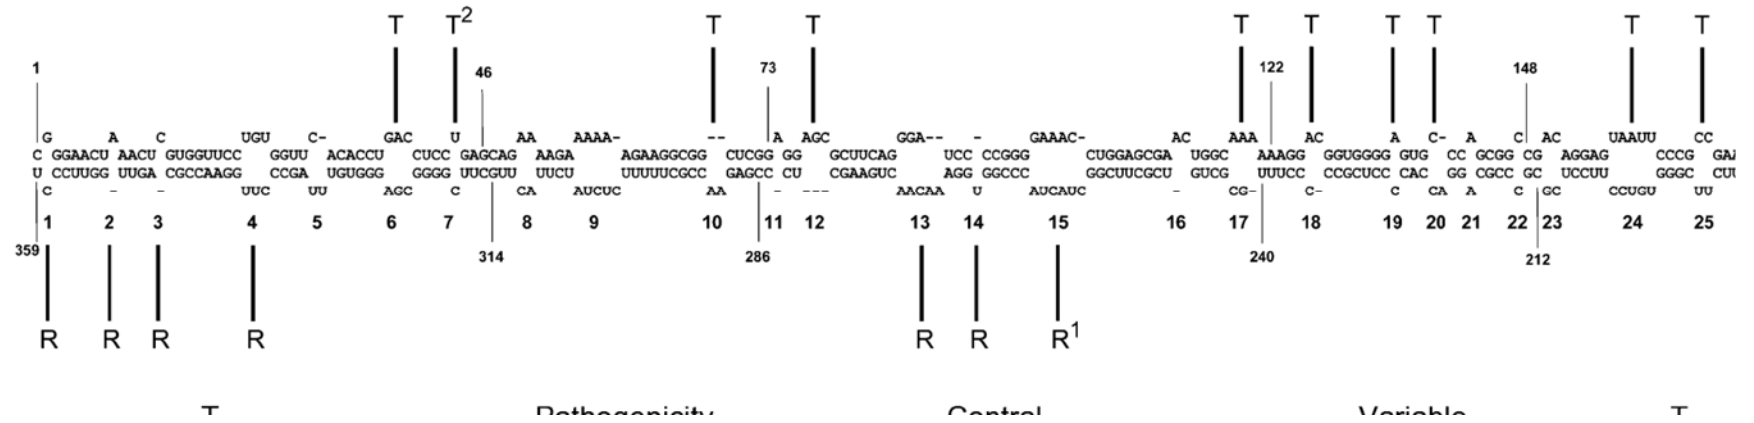 T T² T T T T T T T T
1 46 73 122 148
G A C UGU C- GAC U AA AAAA- -- A AGC GGA-- - GAAAC- AC AAA AC A C- A C AC UAAUU CC
C GGAACU AACU GUGGUUCC GGUU ACACCU CUCC GAGCAG AAGA AGAAGGCGG CUCGG GG GCUUCAG UCC CCGGG CUGGAGCGA UGGC AAAGG GGUGGGG GUG CC GCGG CG AGGAG CCCG
U CCUUGG UUGA CGCCAAGG CCGA UGUGGG GGGG UUCGUU UUCU UUUUUCGCC GAGCC CU CGAAGUC AGG GGCCC GGCUUCGCU GUCG UUUCC CCGCUCC CAC GG CGCC GC UCCUU GGGC
C - - UUC UU AGC C CA AUCUC AA - --- AACAA U AUCAUC - CG- C- C CA A C GC CCUGU UU
1 2 3 4 5 6 7 8 9 10 11 12 13 14 15 16 17 18 19 20 21 22 23 24 25
359 314 286 240 212
R R R R R R R¹
T Pathogenicity Central Variable T